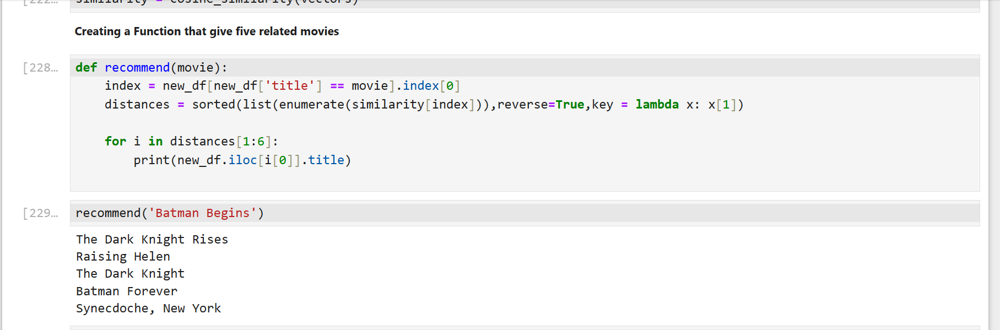 [222…
similarity = cosine_similarity(vectors)
Creating a Function that give five related movies
[228…
def recommend(movie):
    index = new_df[new_df['title'] == movie].index[0]
    distances = sorted(list(enumerate(similarity[index])),reverse=True,key = lambda x: x[1])
    for i in distances[1:6]:
        print(new_df.iloc[i[0]].title)
[229…
recommend('Batman Begins')
The Dark Knight Rises
Raising Helen
The Dark Knight
Batman Forever
Synecdoche, New York